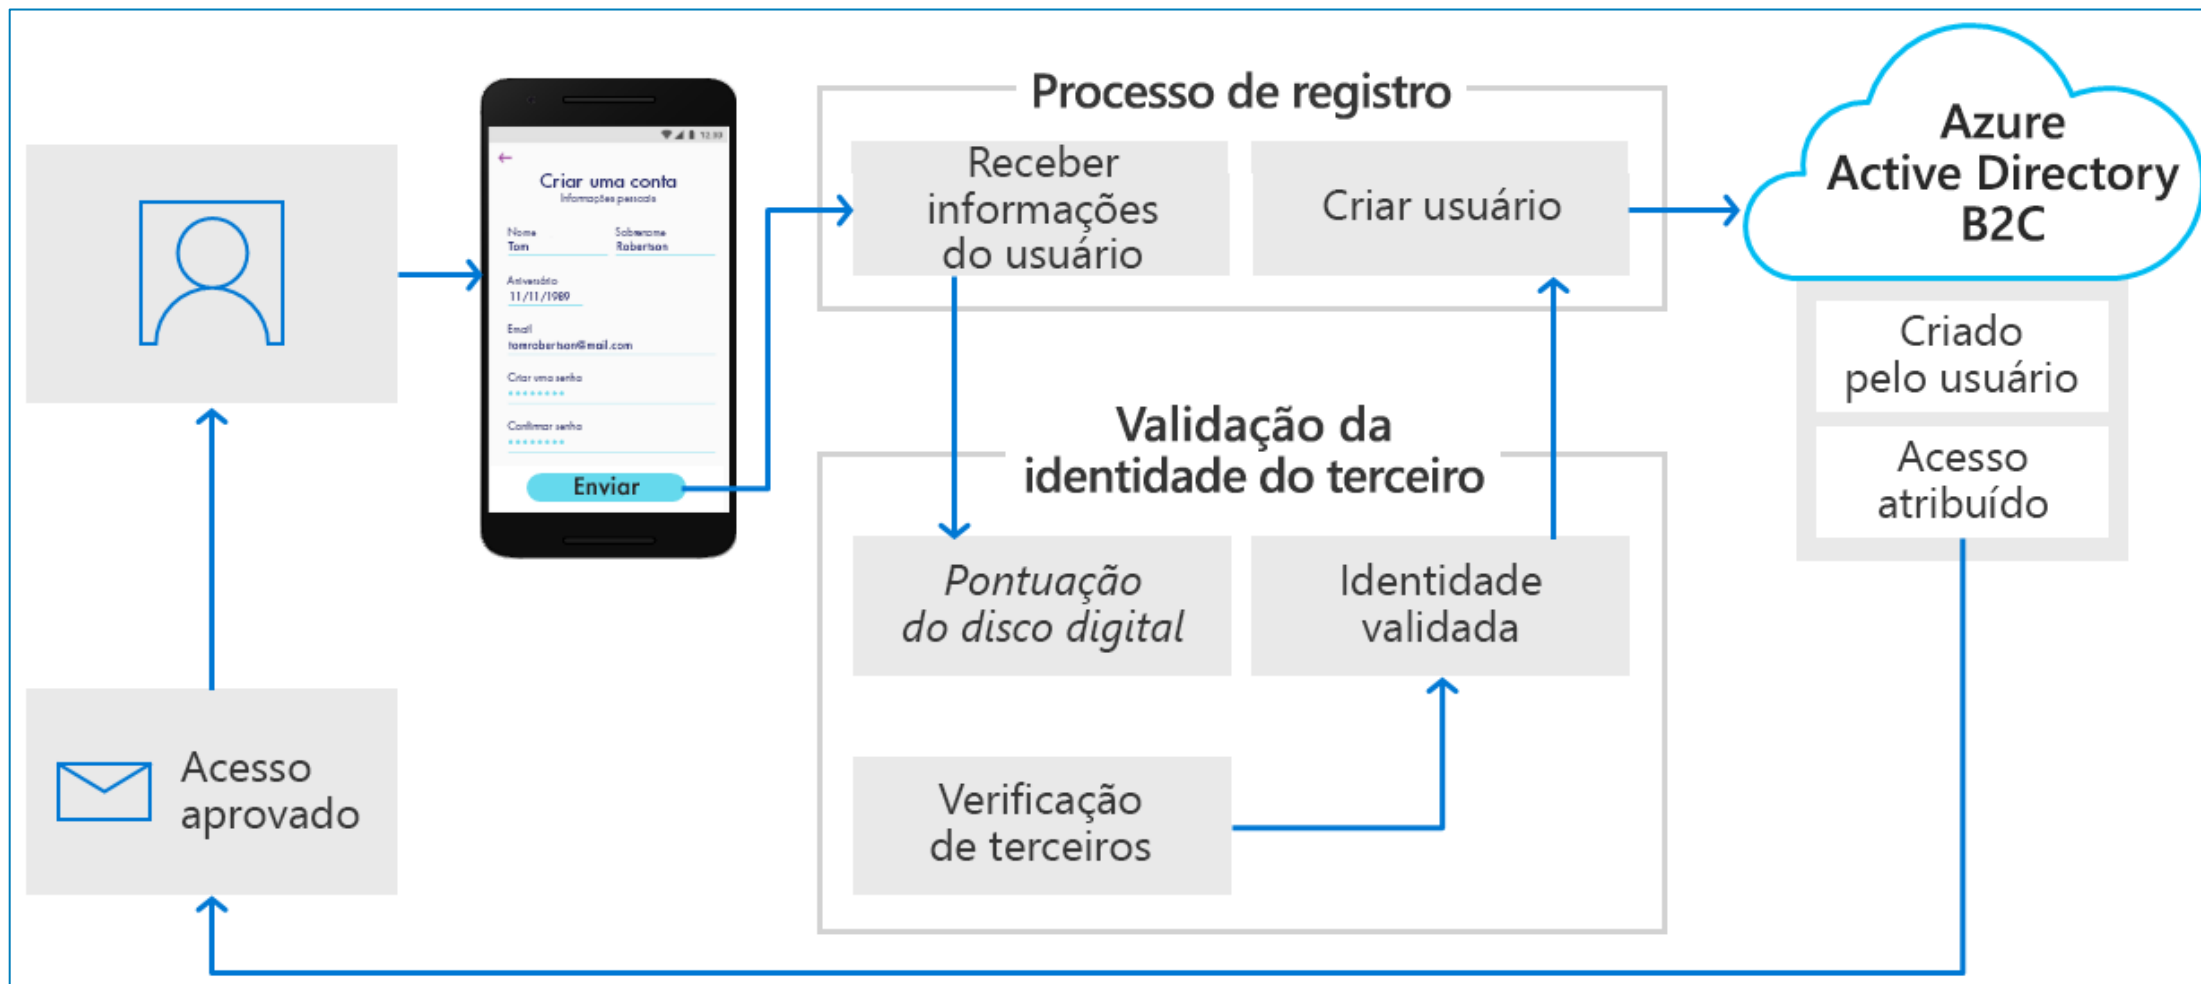 12:00
Criar uma conta
Informações pessoais
Nome
Sobrenome
Tom
Robertson
Aniversário
11/11/1989
Email
tomrobertson@mail.com
Criar uma senha
Confirmar senha
Enviar
Processo de registro
Receber
informações
do usuário
Criar usuário
Azure
Active Directory
B2C
Criado
pelo usuário
Acesso
atribuído
Validação da
identidade do terceiro
Pontuação
do disco digital
Identidade
validada
Verificação
de terceiros
Acesso
aprovado